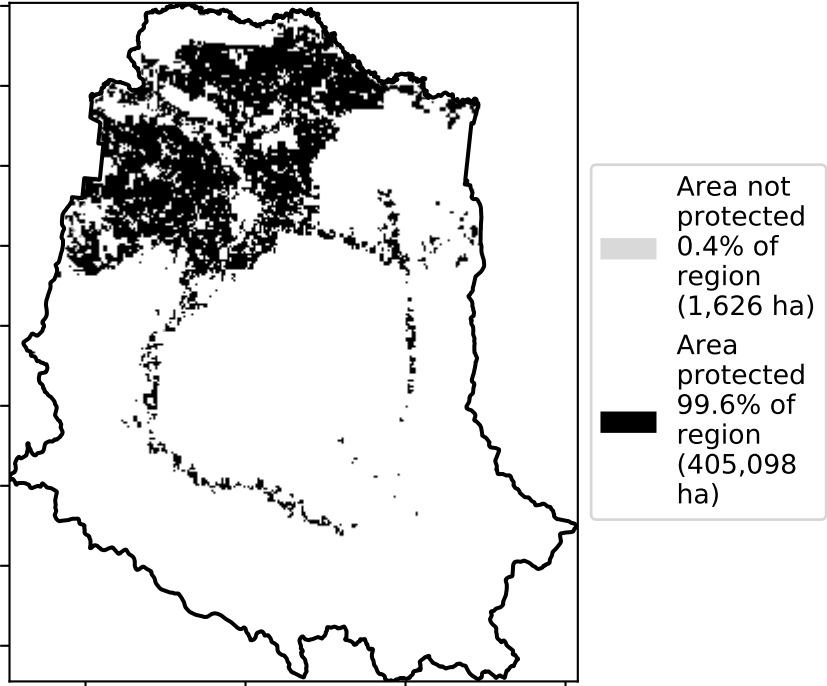 Area not
protected
0.4% of
region
(1,626 ha)
Area
protected
99.6% of
region
(405,098
ha)